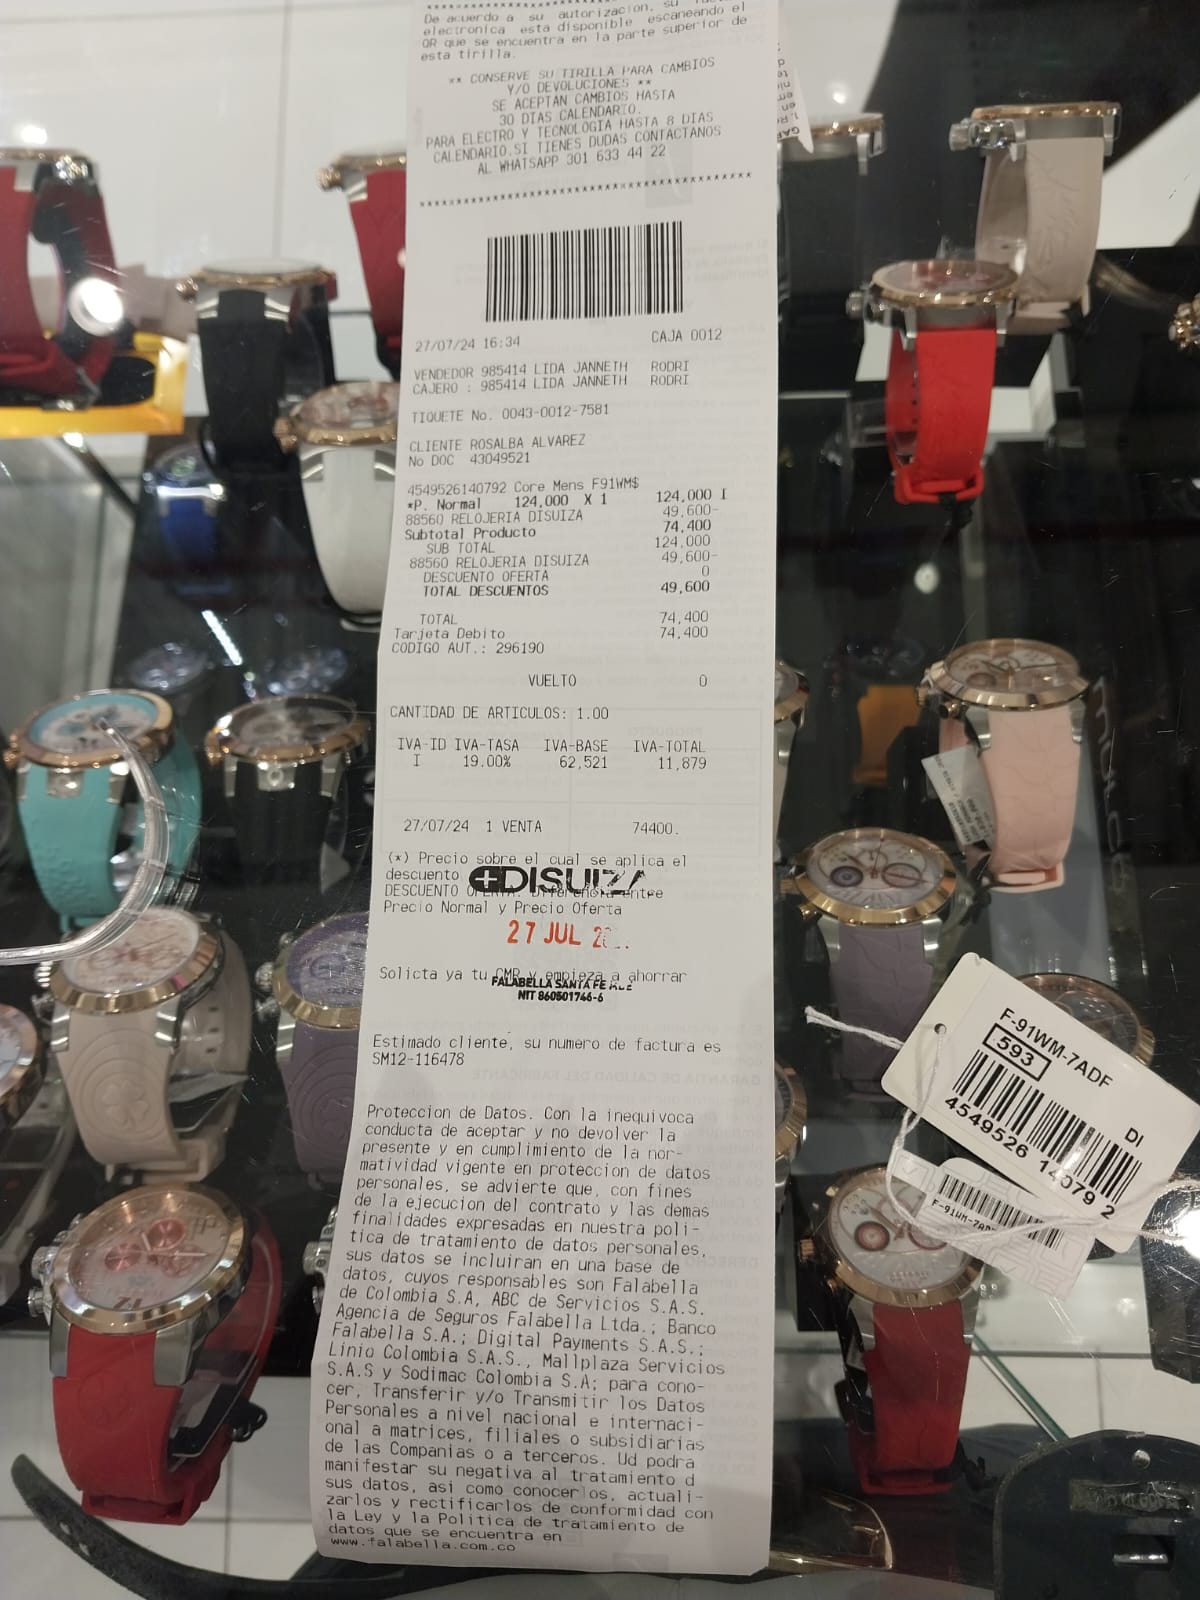 De acuerdo a su autorizacion, su
electronica esta disponible escaneando el
QR que se encuentra en la parte superior de
esta tirilla.
** CONSERVE SU TIRILLA PARA CAMBIOS
Y/O DEVOLUCIONES **
SE ACEPTAN CAMBIOS HASTA
30 DIAS CALENDARIO.
PARA ELECTRO Y TECNOLOGIA HASTA 8 DIAS
CALENDARIO.SI TIENES DUDAS CONTACTANOS
AL WHATSAPP 301 633 44 22
27/07/24 16:34 CAJA 0012
VENDEDOR 985414 LIDA JANNETH RODRI
CAJERO : 985414 LIDA JANNETH RODRI
TIQUETE No. 0043-0012-7581
CLIENTE ROSALBA ALVAREZ
No DOC 43049521
4549526140792 Core Mens F91WM$
*P. Normal 124,000 X 1 124,000 I
88560 RELOJERIA DISUIZA 49,600-
Subtotal Producto 74,400
SUB TOTAL 124,000
88560 RELOJERIA DISUIZA 49,600-
DESCUENTO OFERTA 0
TOTAL DESCUENTOS 49,600
TOTAL 74,400
Tarjeta Debito 74,400
CODIGO AUT.: 296190
VUELTO 0
CANTIDAD DE ARTICULOS: 1.00
IVA-ID IVA-TASA IVA-BASE IVA-TOTAL
I 19.00% 62,521 11,879
27/07/24 1 VENTA 74400.
(*) Precio sobre el cual se aplica el
descuento
DISUIZA
DESCUENTO OFERTA: Diferencia entre
Precio Normal y Precio Oferta
27 JUL
Solicta ya tu CMR y empieza a ahorrar
FALABELLA SANTA FE
NIT 860501746-6
Estimado cliente, su numero de factura es
SM12-116478
Proteccion de Datos. Con la inequivoca
conducta de aceptar y no devolver la
presente y en cumplimiento de la nor-
matividad vigente en proteccion de datos
personales, se advierte que, con fines
de la ejecucion del contrato y las demas
finalidades expresadas en nuestra poli-
tica de tratamiento de datos personales,
sus datos se incluiran en una base de
datos, cuyos responsables son Falabella
de Colombia S.A, ABC de Servicios S.A.S.
Agencia de Seguros Falabella Ltda.; Banco
Falabella S.A.; Digital Payments S.A.S.;
Linio Colombia S.A.S., Mallplaza Servicios
S.A.S y Sodimac Colombia S.A; para cono-
cer, Transferir y/o Transmitir los Datos
Personales a nivel nacional e internaci-
onal a matrices, filiales o subsidiarias
de las Companias o a terceros. Ud podra
manifestar su negativa al tratamiento d
sus datos, asi como conocerlos, actuali-
zarlos y rectificarlos de conformidad con
la Ley y la Politica de tratamiento de
datos que se encuentra en
www.falabella.com.co
F-91WM-7ADF
593
DI
4549526 14079 2
F-91WM-7ADF
MULCO